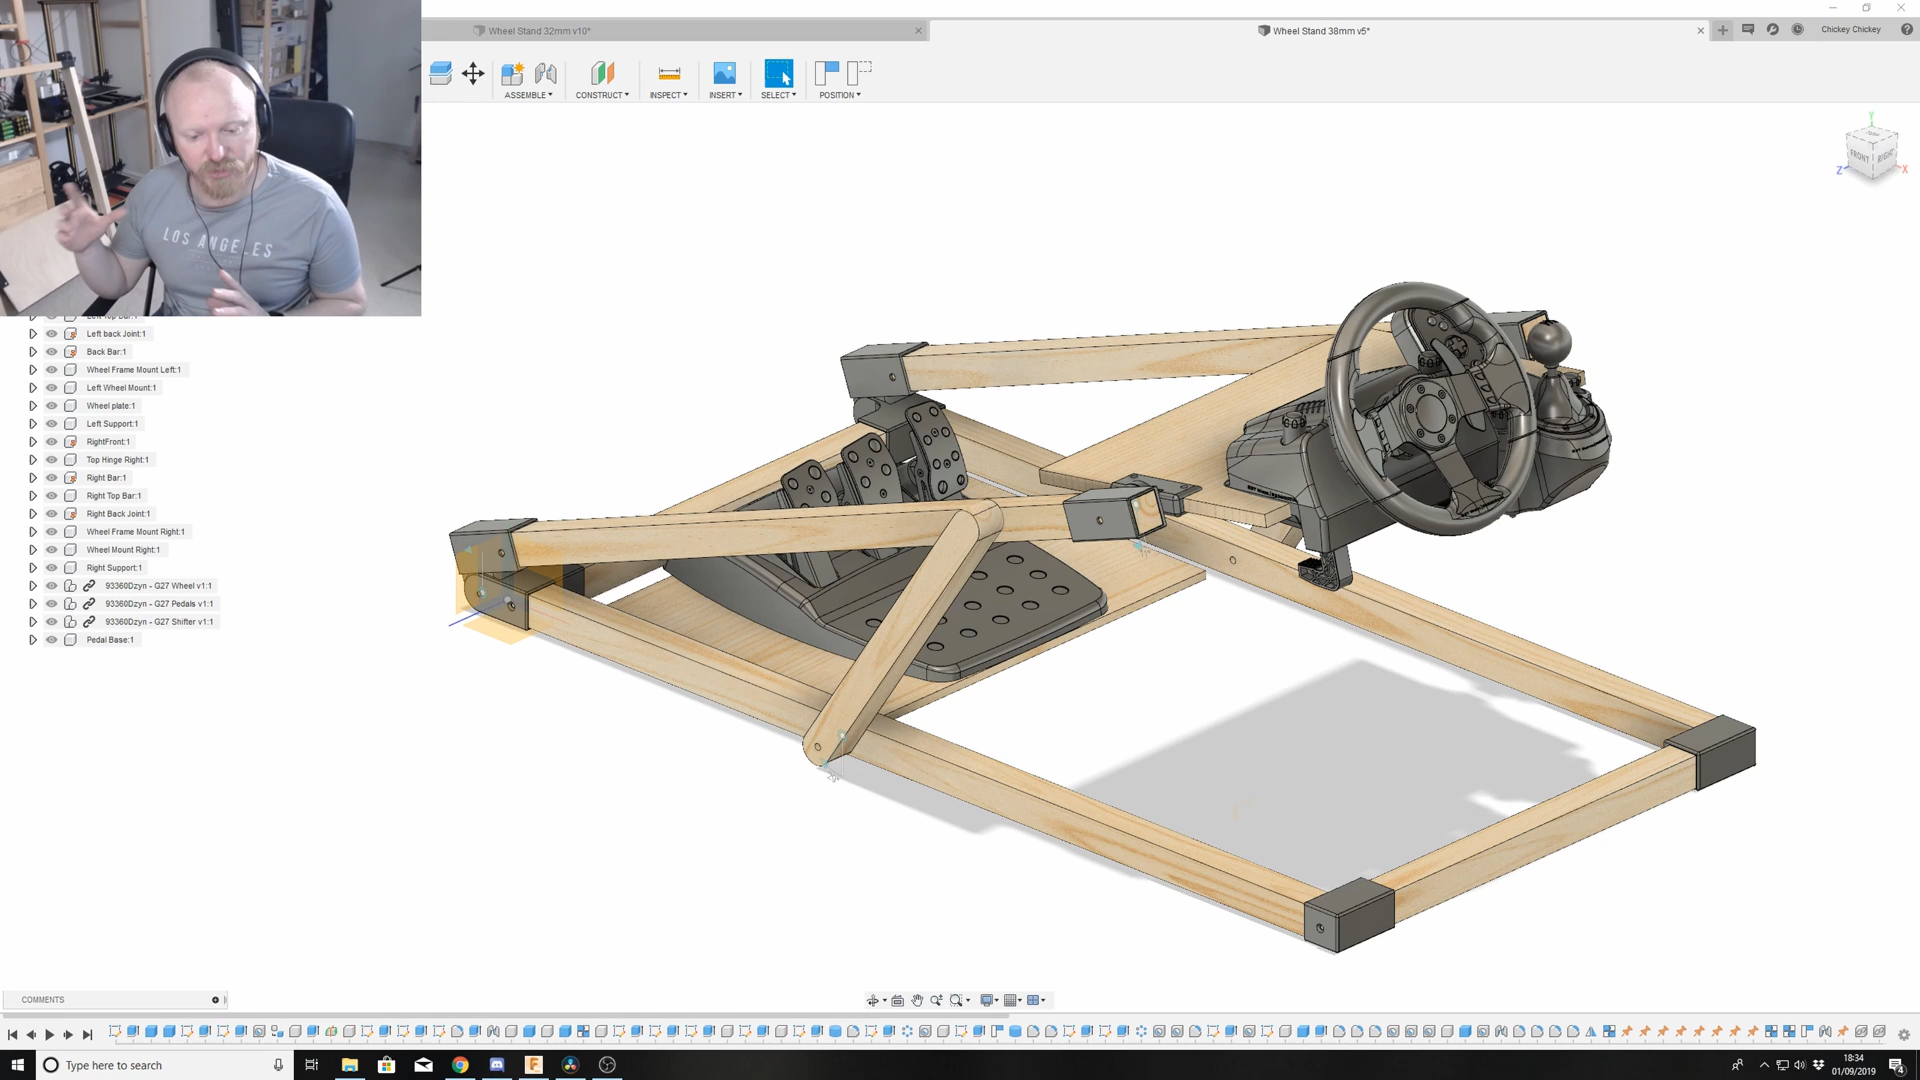 Wheel Stand 32mm v10*
Wheel Stand 38mm v5*
Chickey Chickey
ASSEMBLE
CONSTRUCT
INSPECT
INSERT
SELECT
POSITION
LOS ANGELES
Y
FRONT
RIGHT
Z
X
Left Top Bar:1
Left back Joint:1
Back Bar:1
Wheel Frame Mount Left:1
Left Wheel Mount:1
Wheel plate:1
Left Support:1
RightFront:1
Top Hinge Right:1
Right Bar:1
Right Top Bar:1
Right Back Joint:1
Wheel Frame Mount Right:1
Wheel Mount Right:1
Right Support:1
93360Dzyn - G27 Wheel v1:1
93360Dzyn - G27 Pedals v1:1
93360Dzyn - G27 Shifter v1:1
Pedal Base:1
COMMENTS
Type here to search
18:34
01/09/2019
4